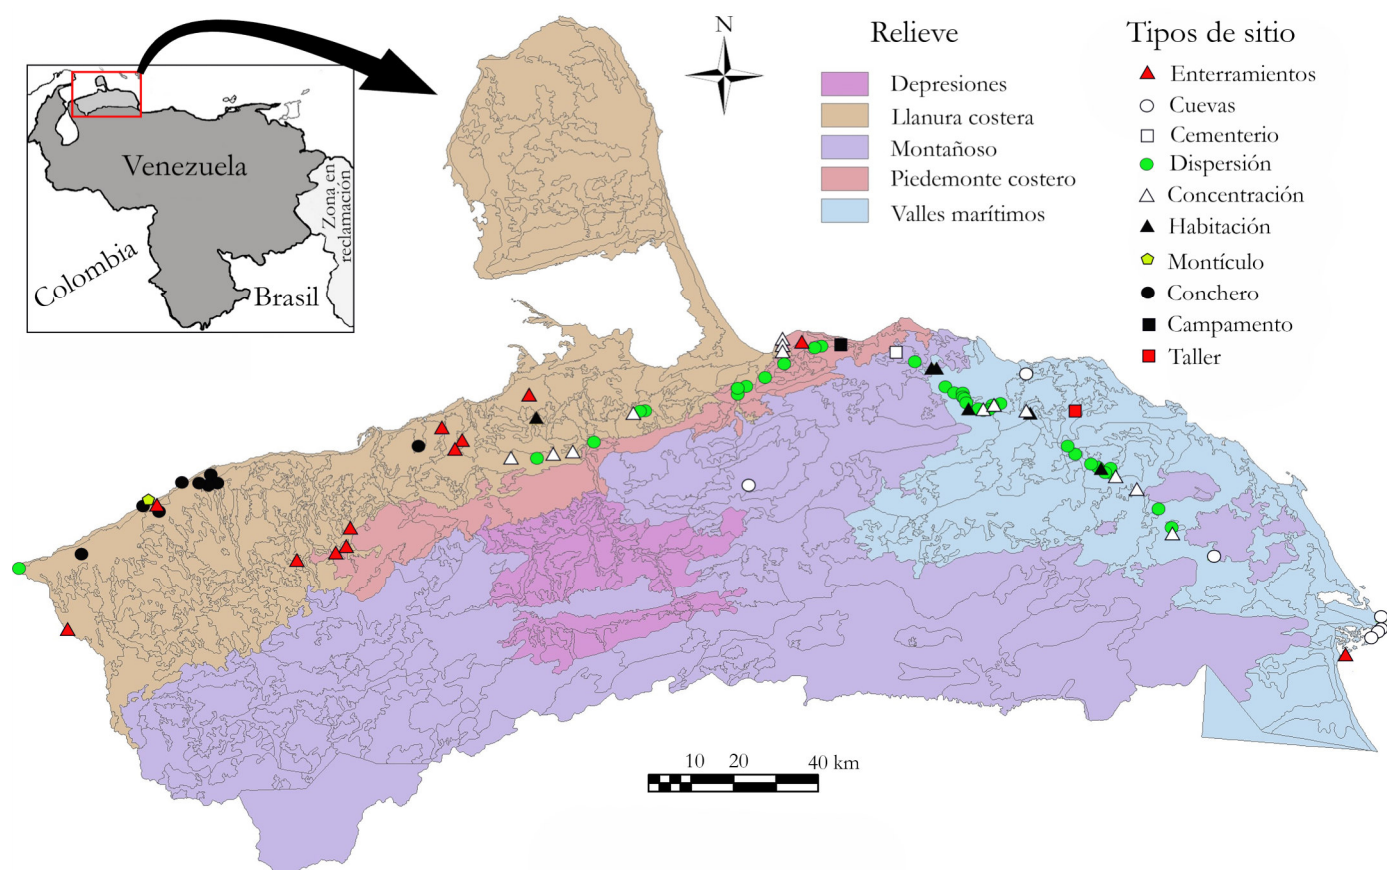 Venezuela
Zona en
reclamación
Colombia
Brasil
N
Relieve
Depresiones
Llanura costera
Montañoso
Piedemonte costero
Valles marítimos
Tipos de sitio
Enterramientos
Cuevas
Cementerio
Dispersión
Concentración
Habitación
Montículo
Conchero
Campamento
Taller
10 20 40 km